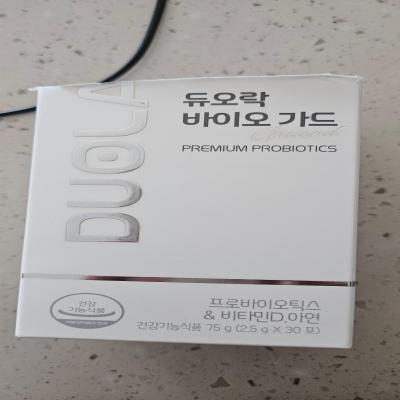 DUOLA
듀오락
바이오 가드
PREMIUM PROBIOTICS
건강
기능식품
프로바이오틱스
& 비타민D,아연
건강기능식품 75 g (2.5 g X 30 포)